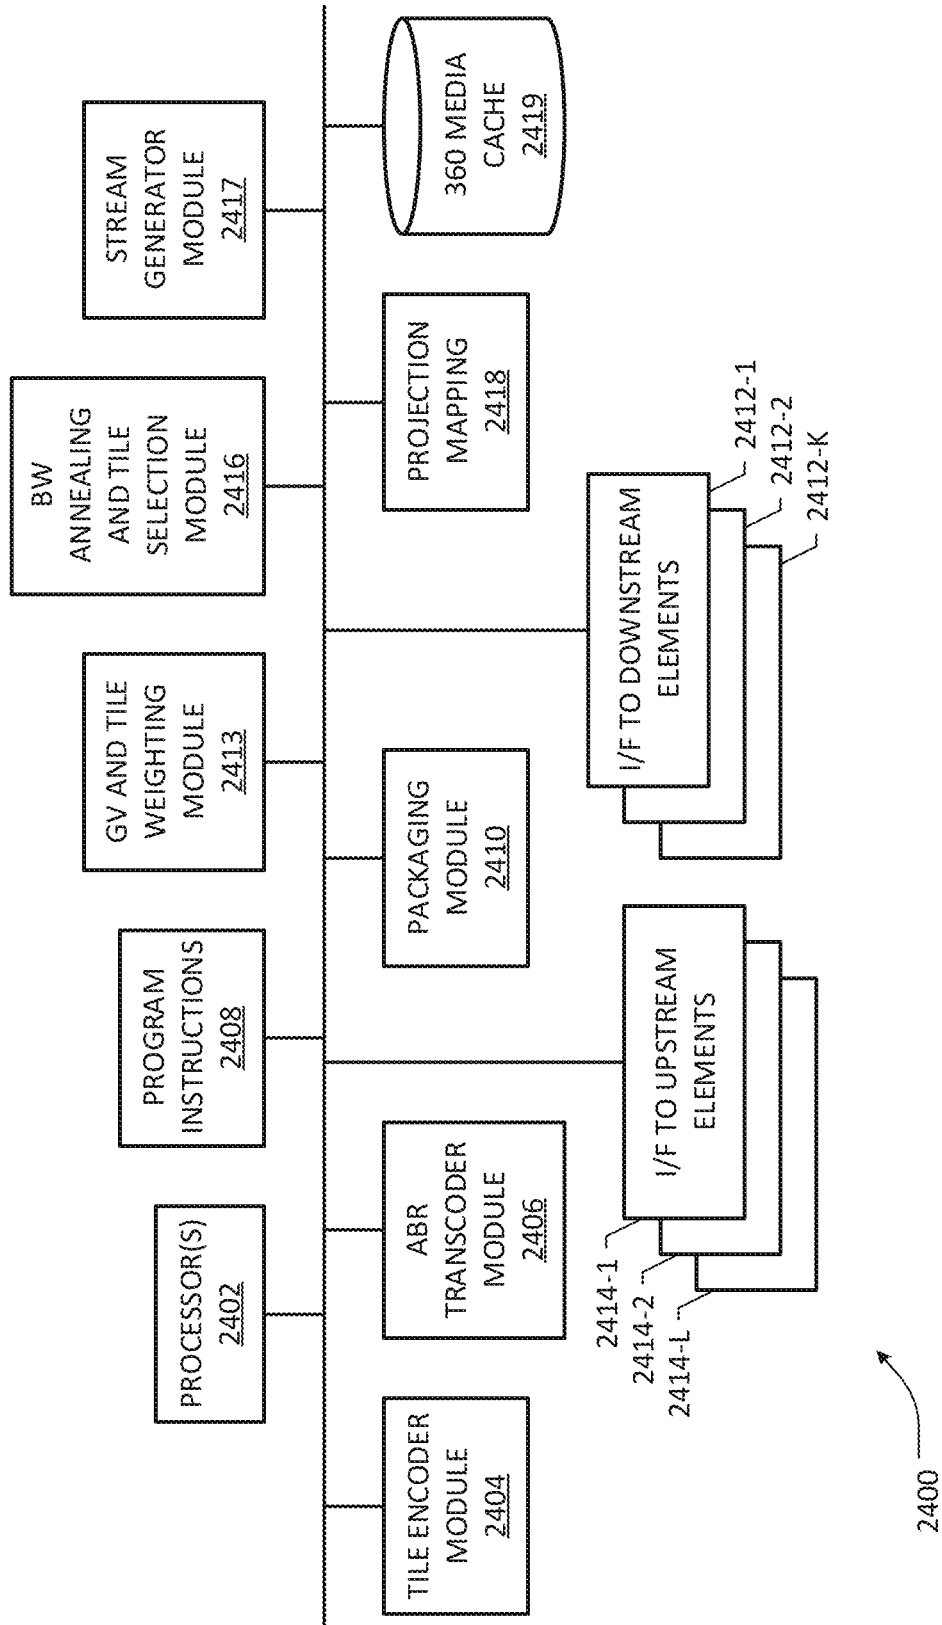 PROCESSOR(S)
2402
PROGRAM
INSTRUCTIONS
2408
GV AND TILE
WEIGHTING
MODULE
2413
BW
ANNEALING
AND TILE
SELECTION
MODULE
2416
STREAM
GENERATOR
MODULE
2417
TILE ENCODER
MODULE
2404
ABR
TRANSCODER
MODULE
2406
PACKAGING
MODULE
2410
PROJECTION
MAPPING
2418
360 MEDIA
CACHE
2419
I/F TO UPSTREAM
ELEMENTS
2414-1
2414-2
2414-L
I/F TO DOWNSTREAM
ELEMENTS
2412-1
2412-2
2412-K
2400